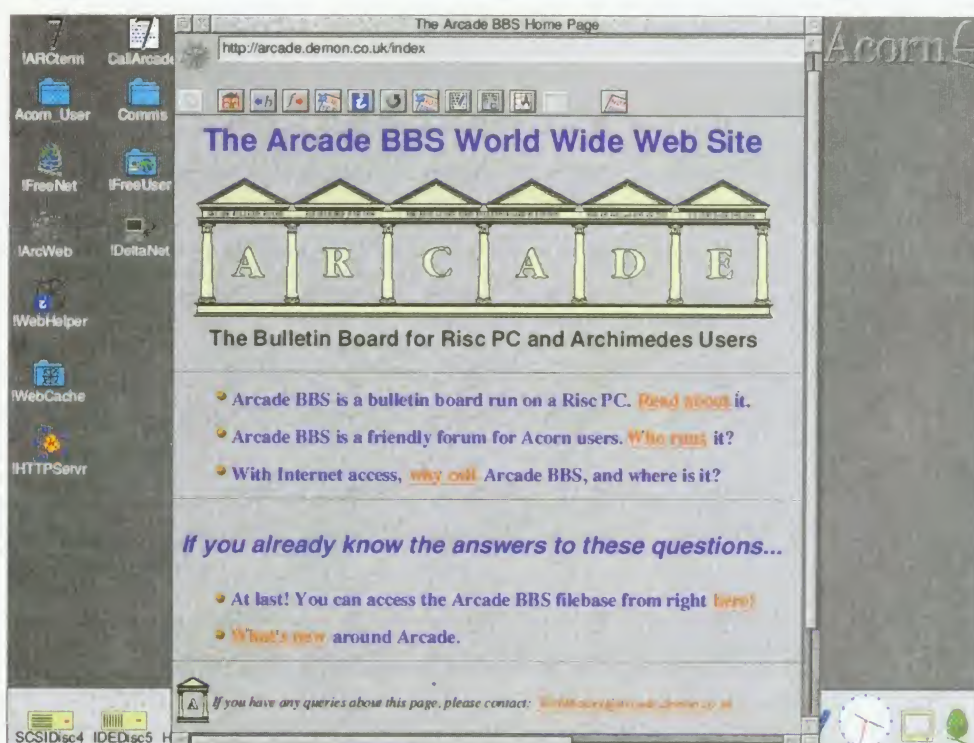 The Arcade BBS Home Page
http://arcade.demon.co.uk/index
!ARCterm
CallArcade
Acorn_User
Comms
!FreeNet
!FreeUser
!ArcWeb
!DeltaNet
!WebHelper
!WebCache
!HTTPServr
Acorn
The Arcade BBS World Wide Web Site
A R C A D E
The Bulletin Board for Risc PC and Archimedes Users
Arcade BBS is a bulletin board run on a Risc PC. Read about it.
Arcade BBS is a friendly forum for Acorn users. Who runs it?
With Internet access, why call Arcade BBS, and where is it?
If you already know the answers to these questions...
At last! You can access the Arcade BBS filebase from right here!
What's new around Arcade.
A
If you have any queries about this page, please contact:
SCSIDisc4
IDEDisc5
H